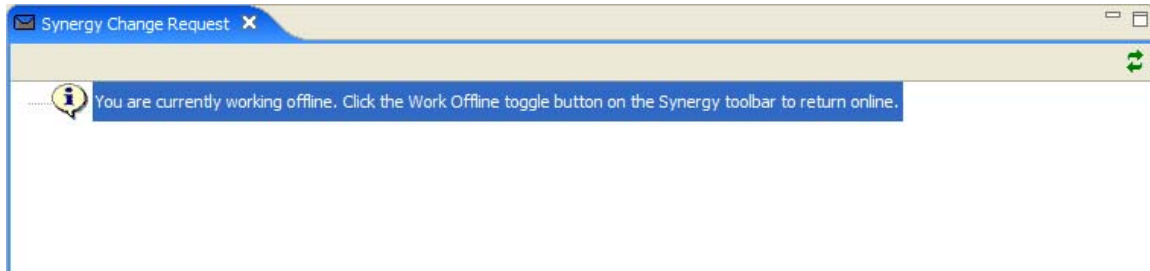 Synergy Change Request
You are currently working offline. Click the Work Offline toggle button on the Synergy toolbar to return online.